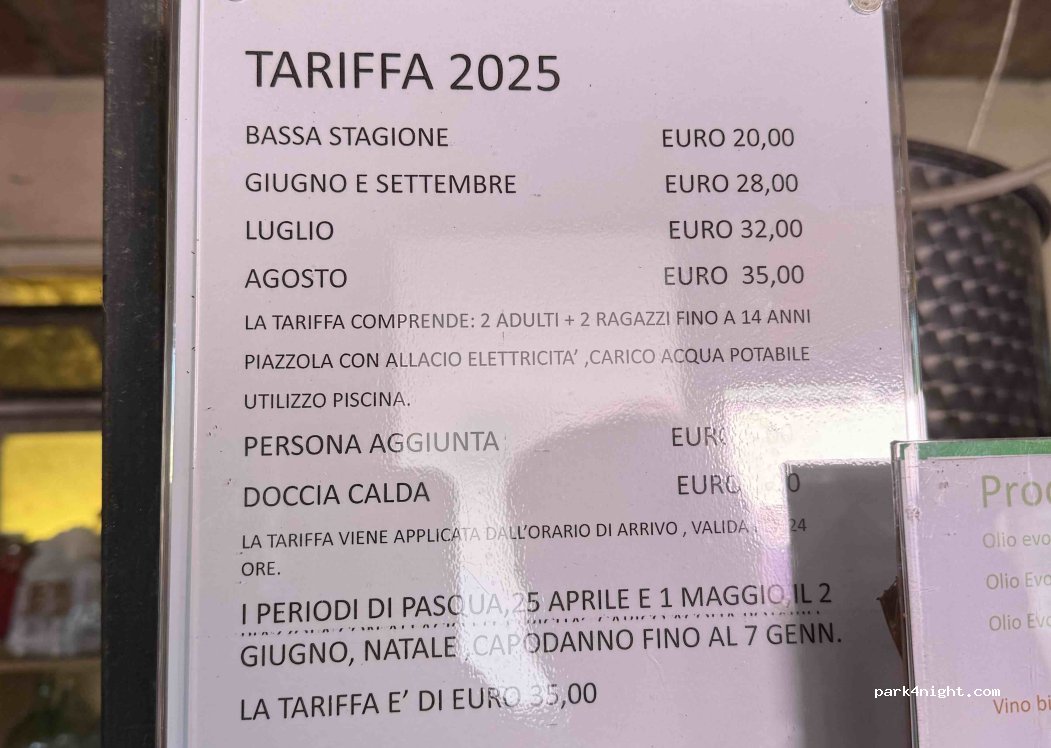 TARIFFA 2025
BASSA STAGIONE EURO 20,00
GIUGNO E SETTEMBRE EURO 28,00
LUGLIO EURO 32,00
AGOSTO EURO 35,00
LA TARIFFA COMPRENDE: 2 ADULTI + 2 RAGAZZI FINO A 14 ANNI
PIAZZOLA CON ALLACIO ELETTRICITA’ ,CARICO ACQUA POTABILE
UTILIZZO PISCINA.
PERSONA AGGIUNTA
DOCCIA CALDA
LA TARIFFA VIENE APPLICATA DALL’ORARIO DI ARRIVO , VALIDA 24
ORE.
I PERIODI DI PASQUA,25 APRILE E 1 MAGGIO,IL 2
GIUGNO, NATALE ,CAPODANNO FINO AL 7 GENN.
LA TARIFFA E’ DI EURO 35,00
Olio evo
Olio Evo
Olio Evo
Vino
park4night.com